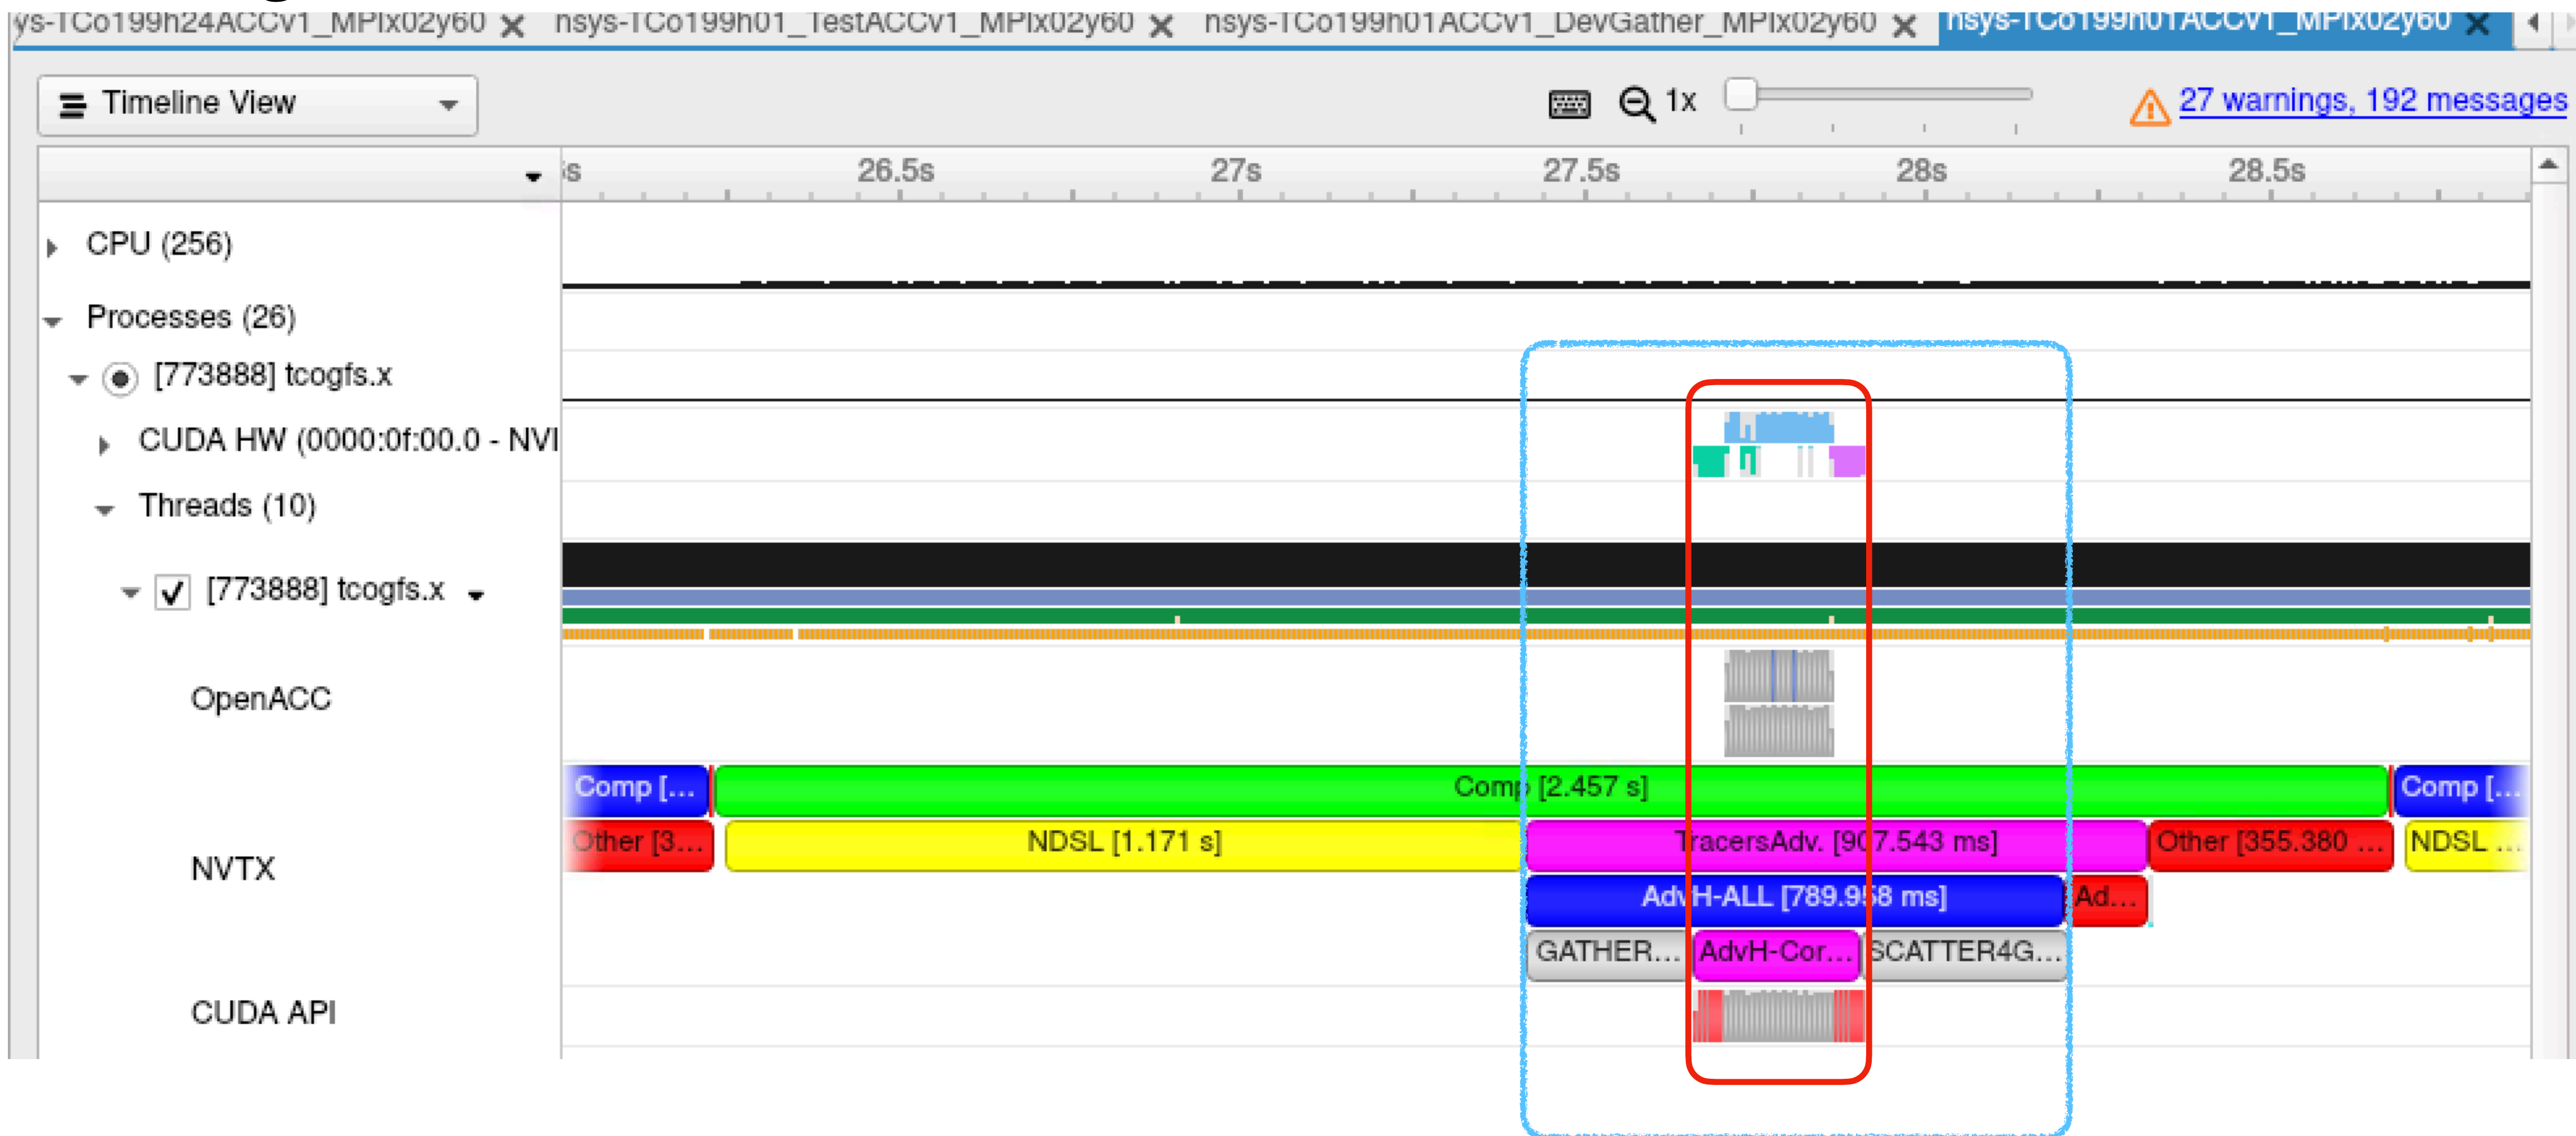 ys-TCo199h24ACCv1_MPIx02y60 nsys-TCo199h01_TestACCv1_MPIx02y60 nsys-TCo199h01ACCv1_DevGather_MPIx02y60 nsys-TCo199h01ACCv1_MPIx02y60
Timeline View 1x 27 warnings, 192 messages
s 26.5s 27s 27.5s 28s 28.5s
CPU (256)
Processes (26)
[773888] tcogfs.x
CUDA HW (0000:0f:00.0 - NVI
Threads (10)
[773888] tcogfs.x
OpenACC
NVTX
Comp [... Comp [2.457 s] Comp [...
Other [3... NDSL [1.171 s] TracersAdv. [907.543 ms] Other [355.380 ... NDSL ...
AdvH-ALL [789.958 ms] Ad...
GATHER... AdvH-Cor... SCATTER4G...
CUDA API